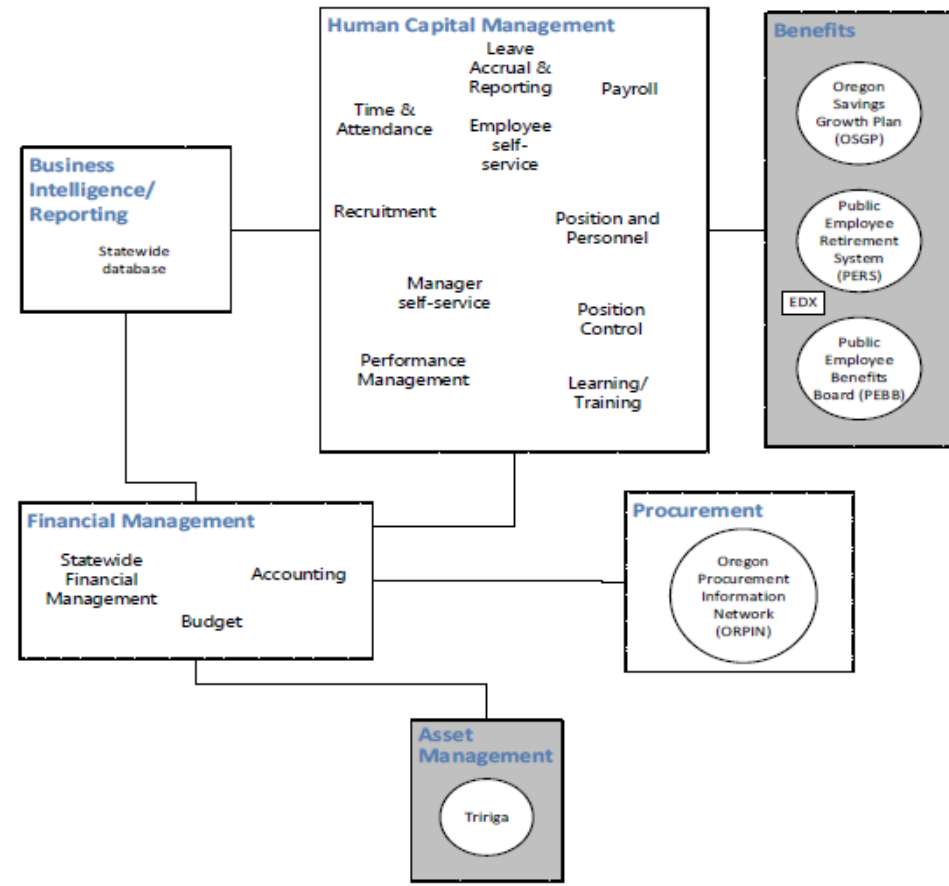 Human Capital Management
Leave
Accrual &
Reporting
Payroll
Time &
Attendance
Employee
self-
service
Recruitment
Position and
Personnel
Manager
self-service
Position
Control
Performance
Management
Learning/
Training
Benefits
Oregon
Savings
Growth Plan
(OSGP)
Public
Employee
Retirement
System
(PERS)
EDX
Public
Employee
Benefits
Board (PEBB)
Business
Intelligence/
Reporting
Statewide
database
Financial Management
Statewide
Financial
Management
Accounting
Budget
Procurement
Oregon
Procurement
Information
Network
(ORPIN)
Asset
Management
Tririga